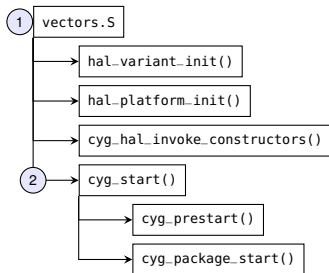 1 vectors.S
hal_variant_init()
hal_platform_init()
cyg_hal_invoke_constructors()
2 cyg_start()
cyg_prestart()
cyg_package_start()